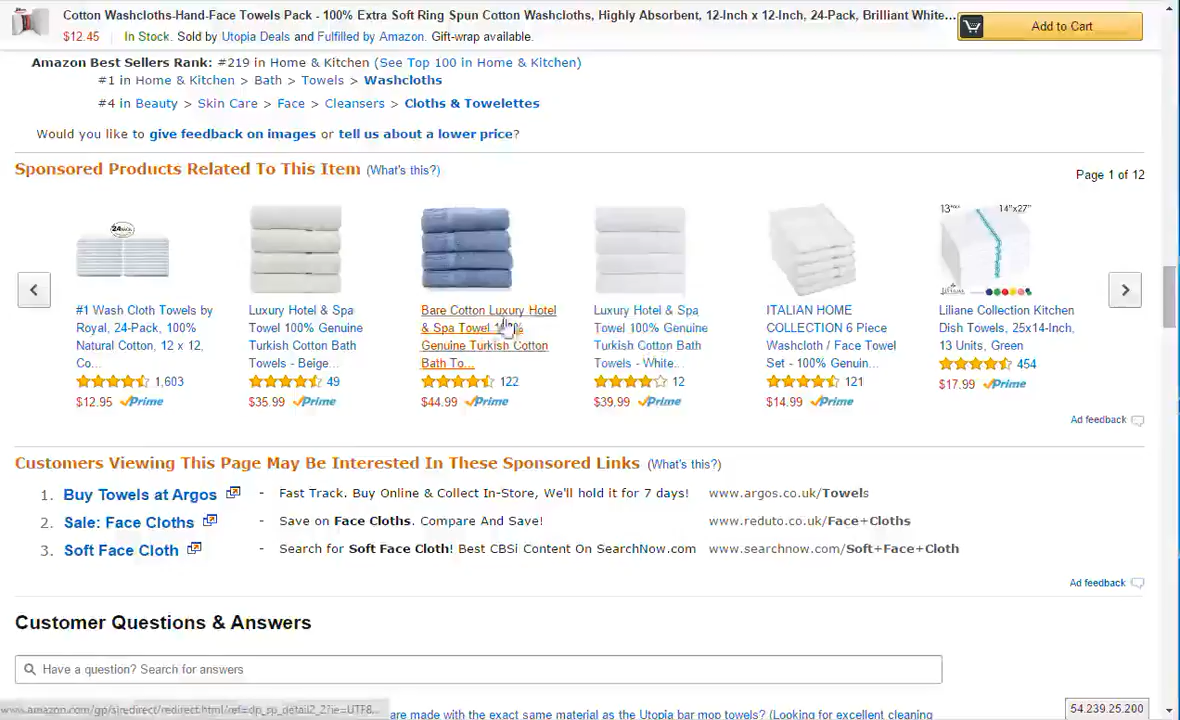 Cotton Washcloths-Hand-Face Towels Pack - 100% Extra Soft Ring Spun Cotton Washcloths, Highly Absorbent, 12-Inch x 12-Inch, 24-Pack, Brilliant White...
$12.45 In Stock. Sold by Utopia Deals and Fulfilled by Amazon. Gift-wrap available.
Add to Cart
Amazon Best Sellers Rank: #219 in Home & Kitchen (See Top 100 in Home & Kitchen)
#1 in Home & Kitchen > Bath > Towels > Washcloths
#4 in Beauty > Skin Care > Face > Cleansers > Cloths & Towelettes
Would you like to give feedback on images or tell us about a lower price?
Sponsored Products Related To This Item (What's this?)
Page 1 of 12
24
#1 Wash Cloth Towels by
Royal, 24-Pack, 100%
Natural Cotton, 12 x 12,
Co...
1,603
$12.95 Prime
Luxury Hotel & Spa
Towel 100% Genuine
Turkish Cotton Bath
Towels - Beige...
49
$35.99 Prime
Bare Cotton Luxury Hotel
& Spa Towel
Genuine Turkish Cotton
Bath To...
122
$44.99 Prime
Luxury Hotel & Spa
Towel 100% Genuine
Turkish Cotton Bath
Towels - White...
12
$39.99 Prime
ITALIAN HOME
COLLECTION 6 Piece
Washcloth / Face Towel
Set - 100% Genuin...
121
$14.99 Prime
14"x27"
Liliane Collection Kitchen
Dish Towels, 25x14-Inch,
13 Units, Green
454
$17.99 Prime
Ad feedback
Customers Viewing This Page May Be Interested In These Sponsored Links (What's this?)
1. Buy Towels at Argos - Fast Track. Buy Online & Collect In-Store, We'll hold it for 7 days! www.argos.co.uk/Towels
2. Sale: Face Cloths - Save on Face Cloths. Compare And Save! www.reduto.co.uk/Face+Cloths
3. Soft Face Cloth - Search for Soft Face Cloth! Best CBSi Content On SearchNow.com www.searchnow.com/Soft+Face+Cloth
Ad feedback
Customer Questions & Answers
Have a question? Search for answers
www.amazon.com/gp/slredirect/redirect.html/ref=dp_sp_detail2_2?ie=UTF8...
are made with the exact same material as the Utopia bar mop towels? (Looking for excellent cleaning
54.239.25.200